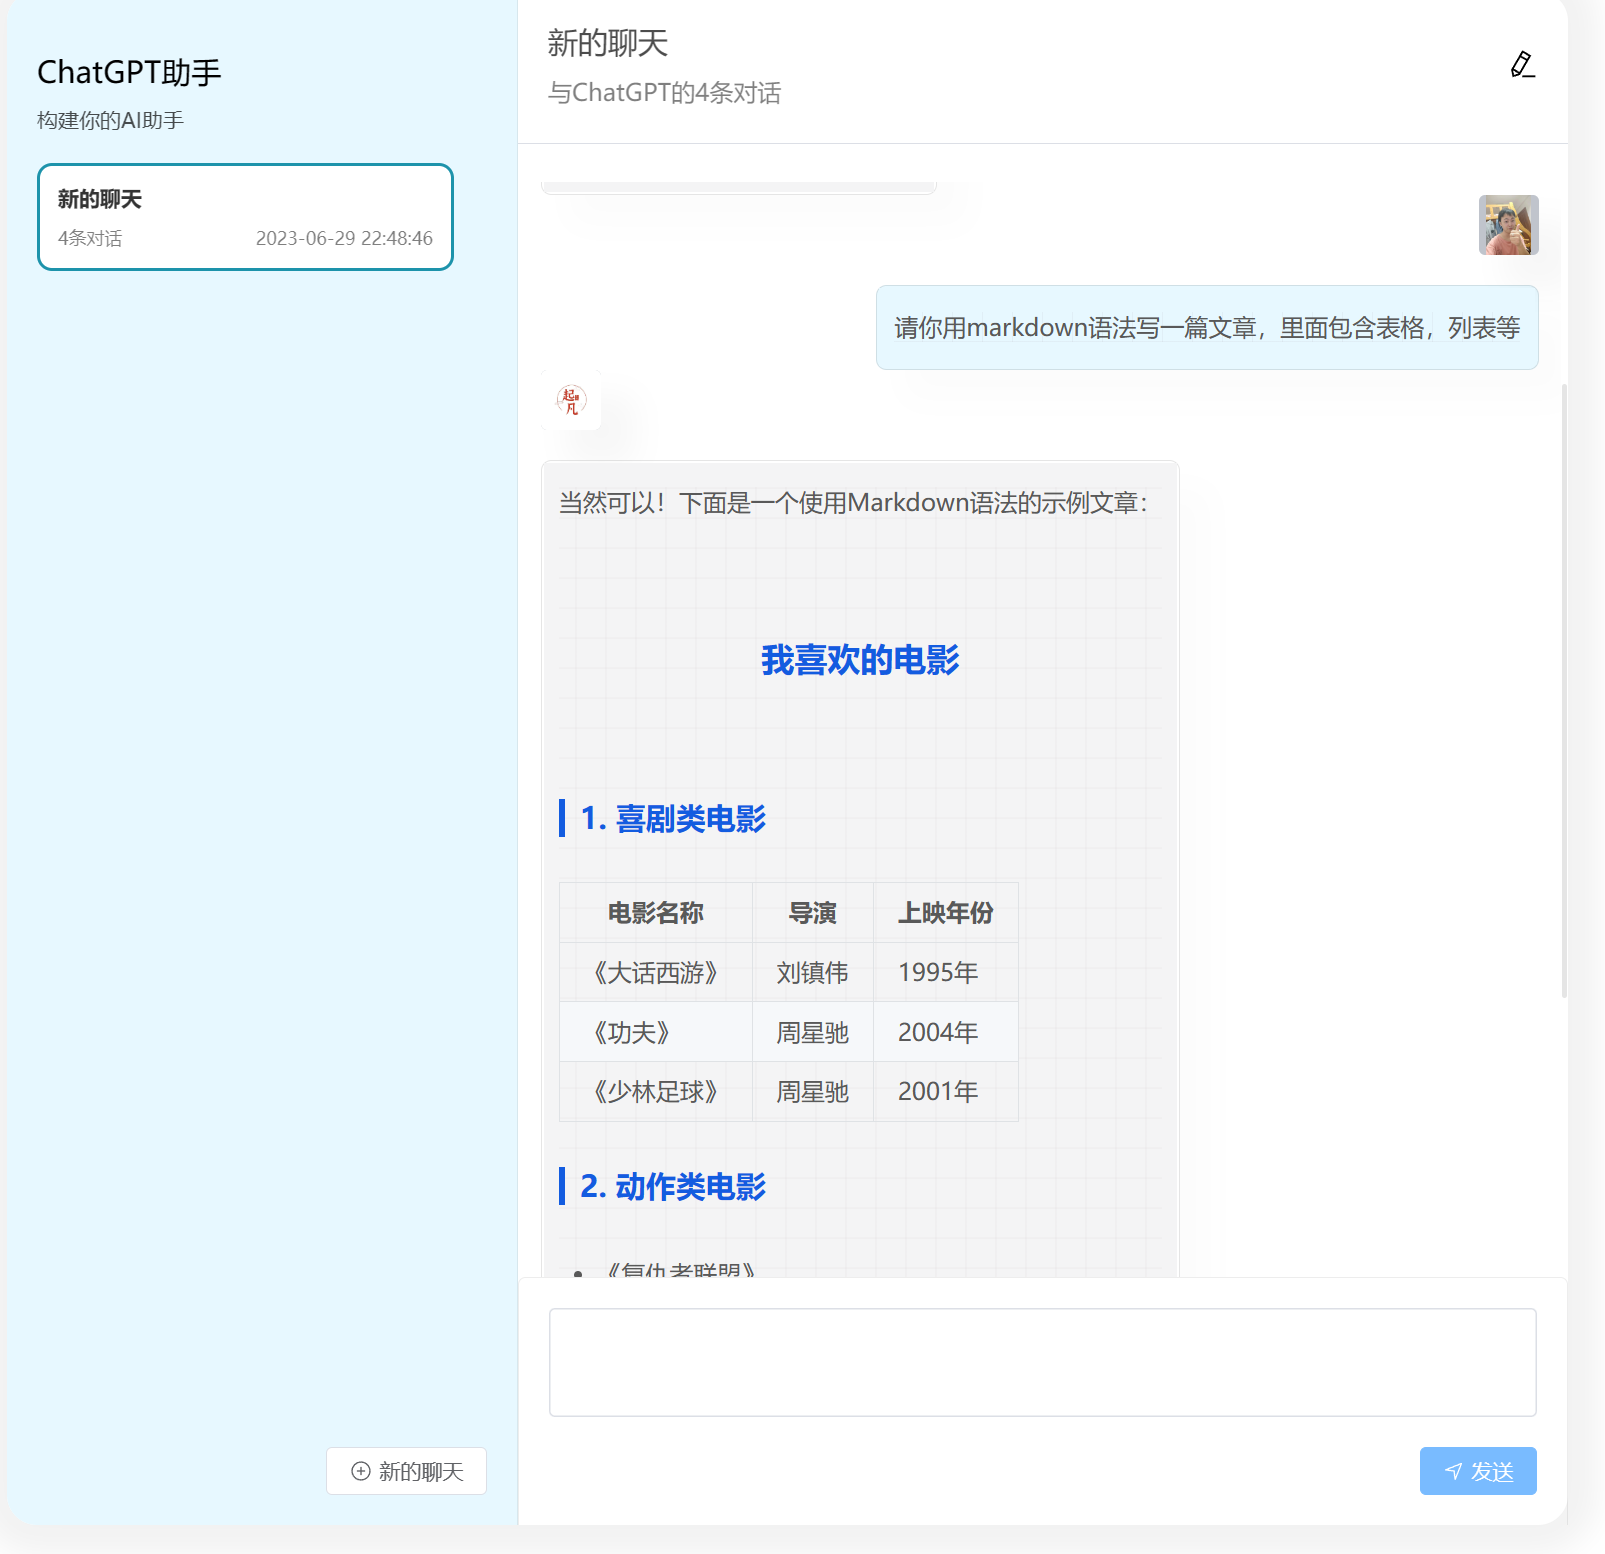 ChatGPT助手
构建你的AI助手
新的聊天
4条对话 2023-06-29 22:48:46
新的聊天
新的聊天
与ChatGPT的4条对话
请你用markdown语法写一篇文章，里面包含表格，列表等
起凡
当然可以！下面是一个使用Markdown语法的示例文章：
我喜欢的电影
1. 喜剧类电影
电影名称 导演 上映年份
《大话西游》 刘镇伟 1995年
《功夫》 周星驰 2004年
《少林足球》 周星驰 2001年
2. 动作类电影
• 《复仇者联盟》
发送